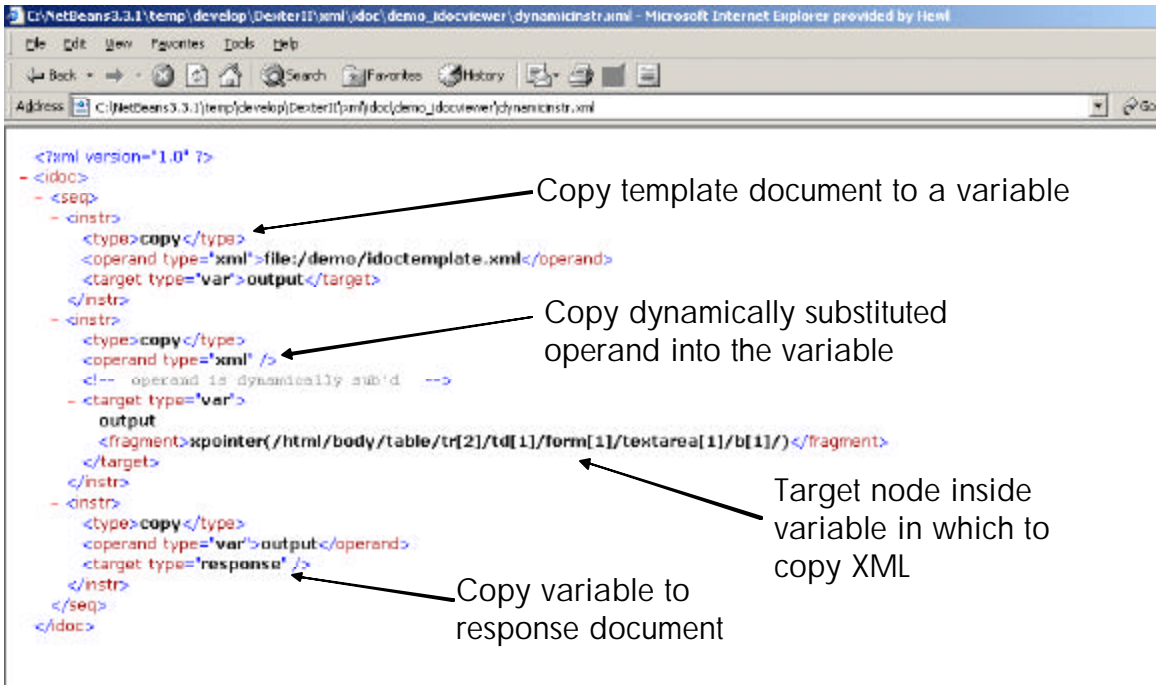 C:\NetBeans3.3.1\temp\develop\DexterII\xml\idoc\demo_idocviewer\dynamicinstr.xml - Microsoft Internet Explorer provided by Hewl
File Edit View Favorites Tools Help
Back Search Favorites History
Address C:\NetBeans3.3.1\temp\develop\DexterII\xml\idoc\demo_idocviewer\dynamicinstr.xml Go
<?xml version="1.0" ?>
- <idoc>
- <seq>
Copy template document to a variable
- <instr>
<type>copy</type>
<operand type="xml">file:/demo/idoctemplate.xml</operand>
<target type="var">output</target>
</instr>
Copy dynamically substituted
operand into the variable
- <instr>
<type>copy</type>
<operand type="xml" />
<!-- operand is dynamically sub'd -->
- <target type="var">
output
<fragment>xpointer(/html/body/table/tr[2]/td[1]/form[1]/textarea[1]/b[1]/)</fragment>
</target>
</instr>
Target node inside
variable in which to
copy XML
- <instr>
<type>copy</type>
<operand type="var">output</operand>
<target type="response" />
</instr>
Copy variable to
response document
</seq>
</idoc>